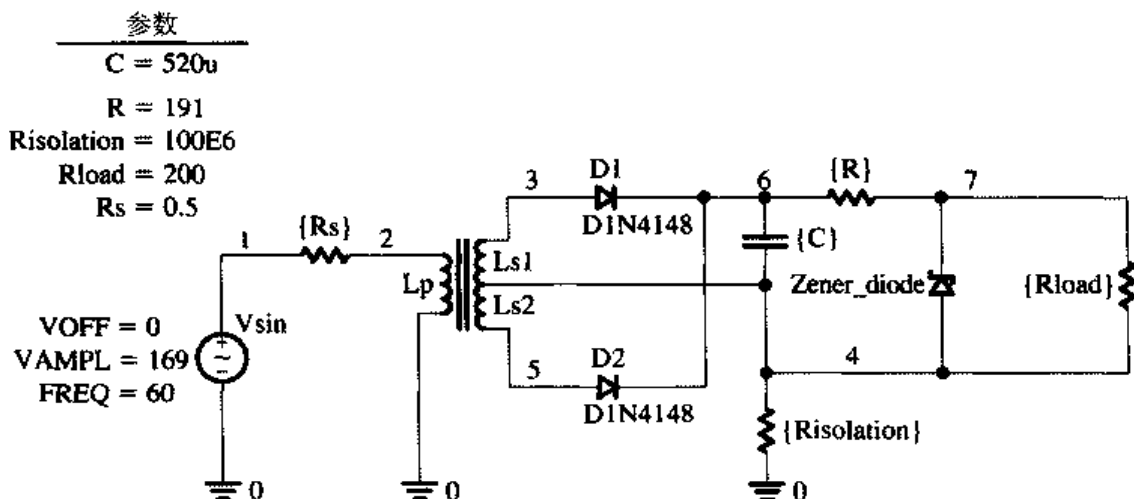 参数
C = 520u
R = 191
Risolation = 100E6
Rload = 200
Rs = 0.5
VOFF = 0
VAMPL = 169
FREQ = 60
Vsin
1
{Rs}
2
Lp
Ls1
Ls2
3
D1
D1N4148
5
D2
D1N4148
6
{R}
7
{C}
Zener_diode
{Rload}
4
{Risolation}
0
0
0